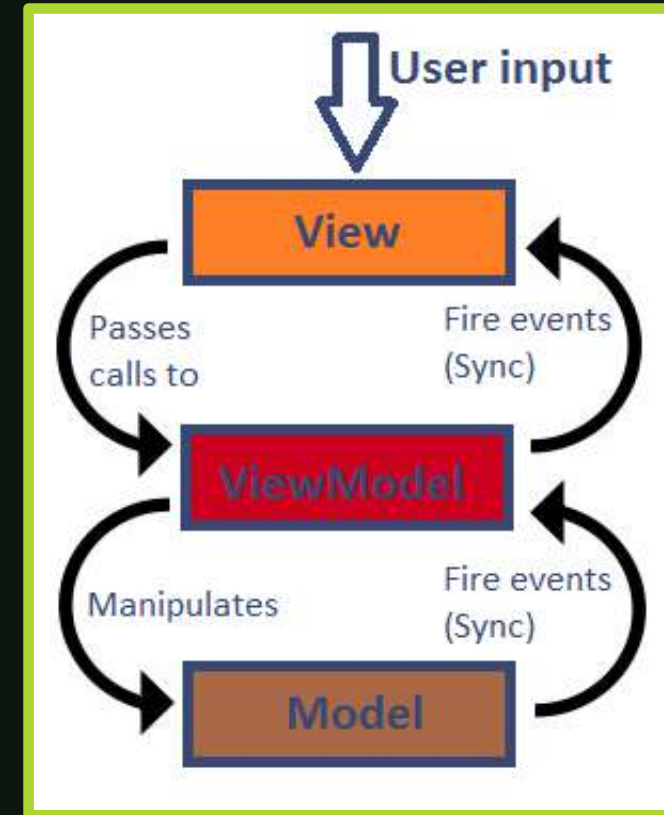 User input
View
Passes
calls to
Fire events
(Sync)
ViewModel
Manipulates
Fire events
(Sync)
Model